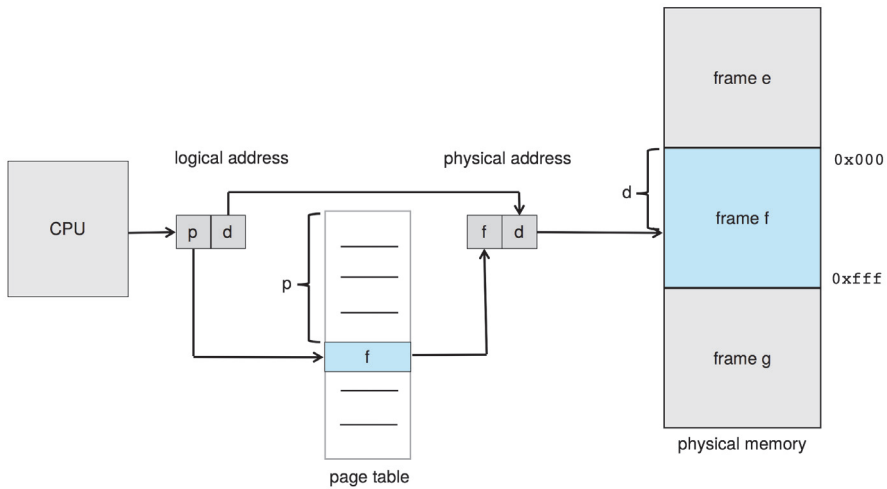 frame e
logical address
physical address
0x000
d
CPU
p d
f d
frame f
p
0xfff
f
frame g
physical memory
page table